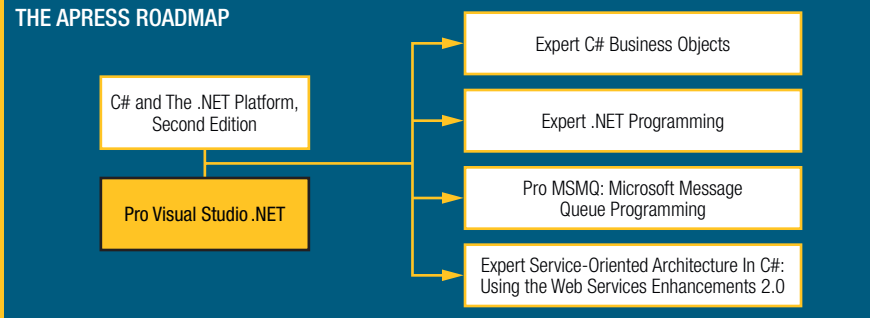 THE APRESS ROADMAP
C# and The .NET Platform,
Second Edition
Pro Visual Studio .NET
Expert C# Business Objects
Expert .NET Programming
Pro MSMQ: Microsoft Message
Queue Programming
Expert Service-Oriented Architecture In C#:
Using the Web Services Enhancements 2.0